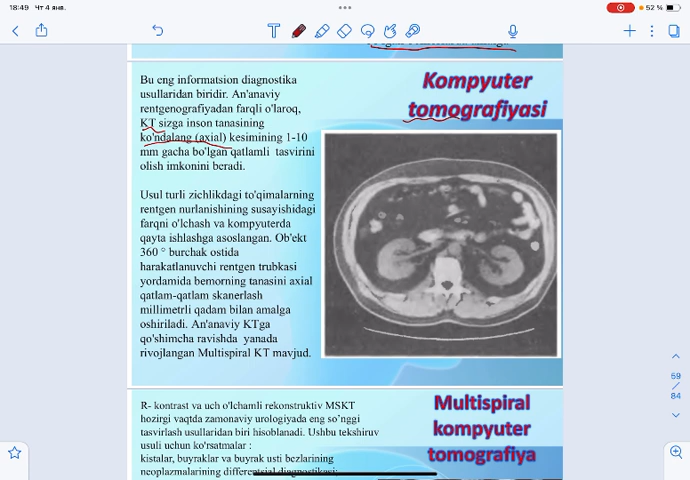 18:49 Чт 4 янв.
52 %
Bu eng informatsion diagnostika
usullaridan biridir. An'anaviy
rentgenografiyadan farqli o'laroq,
KT sizga inson tanasining
ko'ndalang (axial) kesimining 1-10
mm gacha bo'lgan qatlamli tasvirini
olish imkonini beradi.
Kompyuter
tomografiyasi
Usul turli zichlikdagi to'qimalarning
rentgen nurlanishining susayishidagi
farqni o'lchash va kompyuterda
qayta ishlashga asoslangan. Ob'ekt
360 ° burchak ostida
harakatlanuvchi rentgen trubkasi
yordamida bemorning tanasini axial
qatlam-qatlam skanerlash
millimetrli qadam bilan amalga
oshiriladi. An'anaviy KTga
qo'shimcha ravishda yanada
rivojlangan Multispiral KT mavjud.
59
/
84
R- kontrast va uch o'lchamli rekonstruktiv MSKT
hozirgi vaqtda zamonaviy urologiyada eng so'nggi
tasvirlash usullaridan biri hisoblanadi. Ushbu tekshiruv
usuli uchun ko'rsatmalar :
kistalar, buyraklar va buyrak usti bezlarining
neoplazmalarining differentsial diagnostikasi;
Multispiral
kompyuter
tomografiya